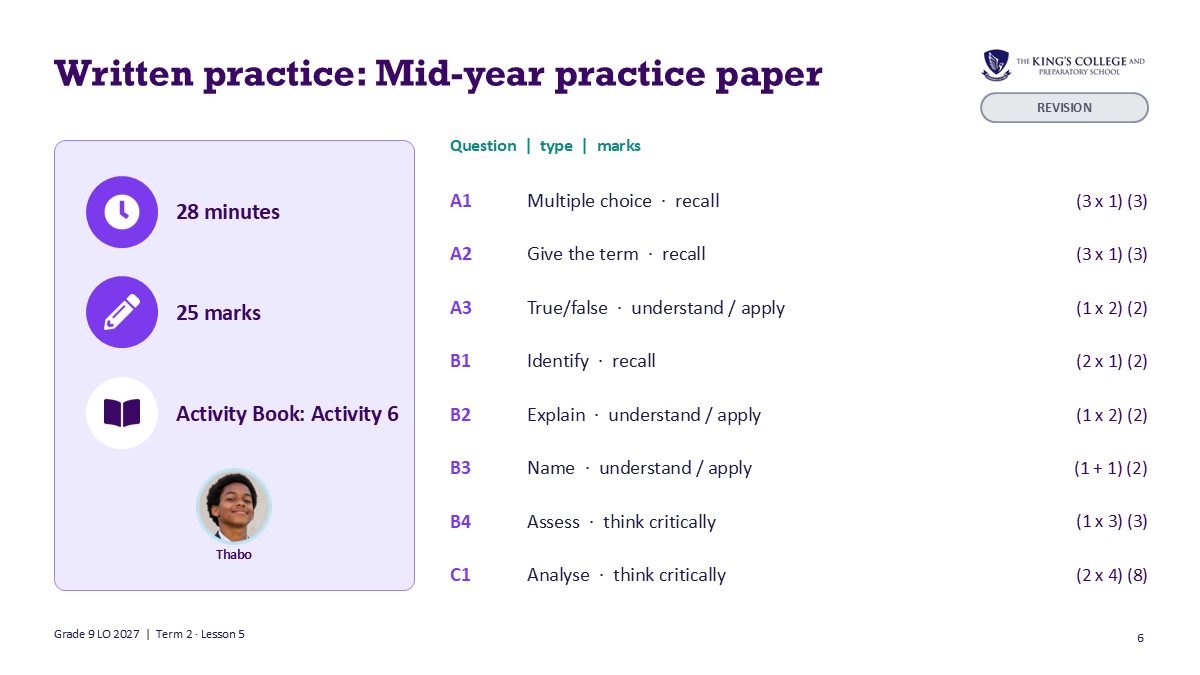 Written practice: Mid-year practice paper
THE KING'S COLLEGE AND
PREPARATORY SCHOOL
REVISION
28 minutes
25 marks
Activity Book: Activity 6
Thabo
Question | type | marks
A1 Multiple choice · recall (3 x 1) (3)
A2 Give the term · recall (3 x 1) (3)
A3 True/false · understand / apply (1 x 2) (2)
B1 Identify · recall (2 x 1) (2)
B2 Explain · understand / apply (1 x 2) (2)
B3 Name · understand / apply (1 + 1) (2)
B4 Assess · think critically (1 x 3) (3)
C1 Analyse · think critically (2 x 4) (8)
Grade 9 LO 2027 | Term 2 · Lesson 5
6